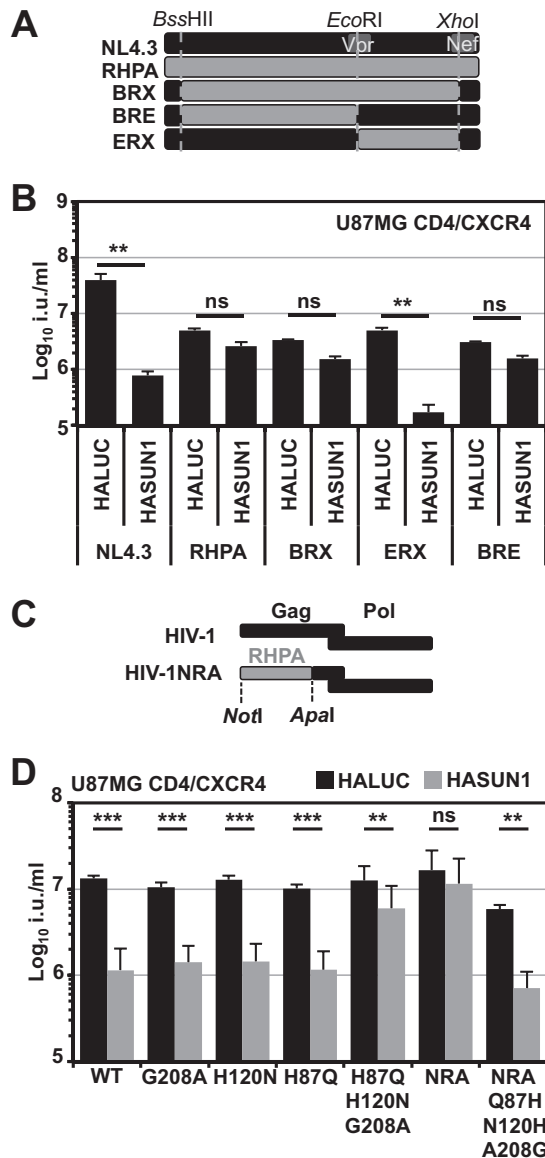 A
BssHII EcoRI XhoI
NL4.3 Vpr Nef
RHPA
BRX
BRE
ERX
B
U87MG CD4/CXCR4
Log10 i.u./ml
9
8
7
6
5
** ns ns ** ns
HALUC HASUN1 HALUC HASUN1 HALUC HASUN1 HALUC HASUN1 HALUC HASUN1
NL4.3 RHPA BRX ERX BRE
C
Gag Pol
HIV-1
RHPA
HIV-1NRA
NotI ApaI
D
U87MG CD4/CXCR4 HALUC HASUN1
Log10 i.u./ml
8
7
6
5
*** *** *** *** ** ns **
WT G208A H120N H87Q H87Q NRA NRA
H120N Q87H
G208A N120H
A208G